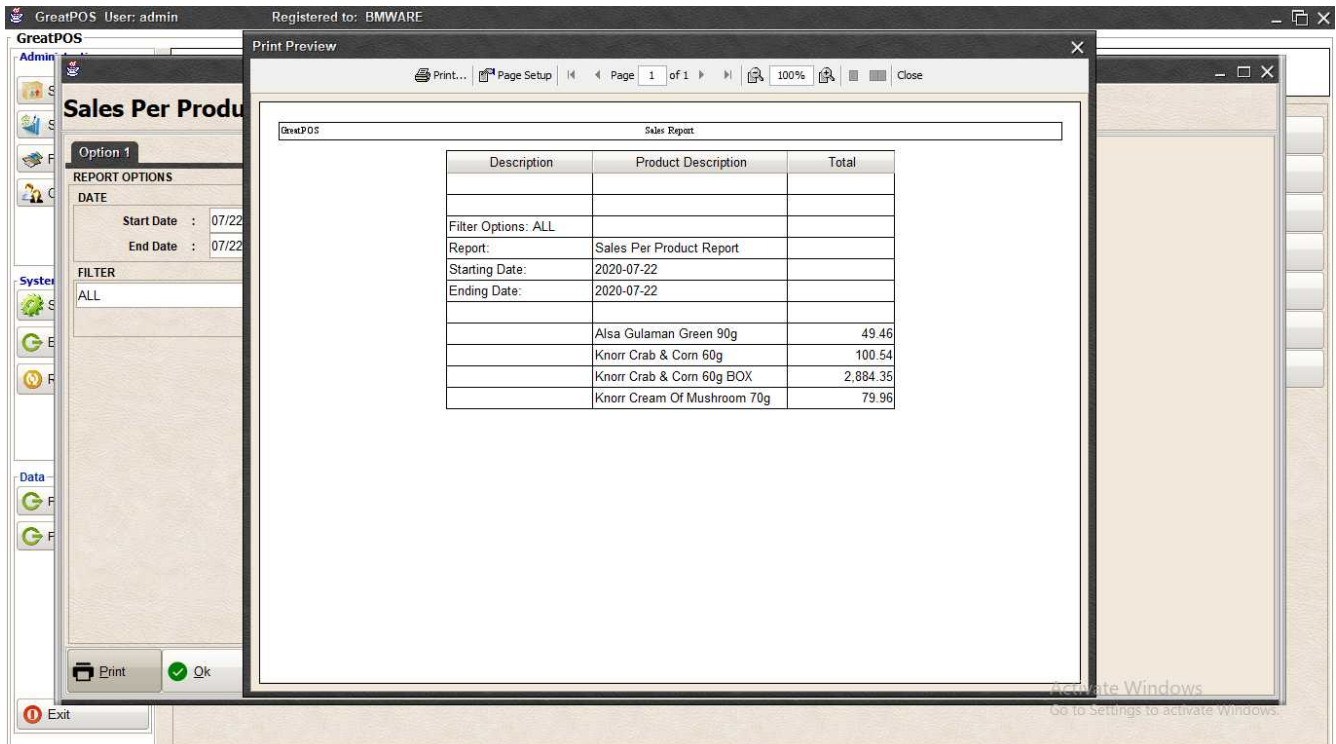 GreatPOS User: admin Registered to: BMWARE
GreatPOS
Print Preview
Print... Page Setup Page 1 of 1 100% Close
Sales Per Produ
Option 1
REPORT OPTIONS
DATE
Start Date : 07/22
End Date : 07/22
FILTER
ALL
System
Data
Print
Ok
Exit
GreatPOS Sales Report
Description Product Description Total
Filter Options: ALL
Report: Sales Per Product Report
Starting Date: 2020-07-22
Ending Date: 2020-07-22
Alsa Gulaman Green 90g 49.46
Knorr Crab & Corn 60g 100.54
Knorr Crab & Corn 60g BOX 2,884.35
Knorr Cream Of Mushroom 70g 79.96
Activate Windows
Go to Settings to activate Windows.